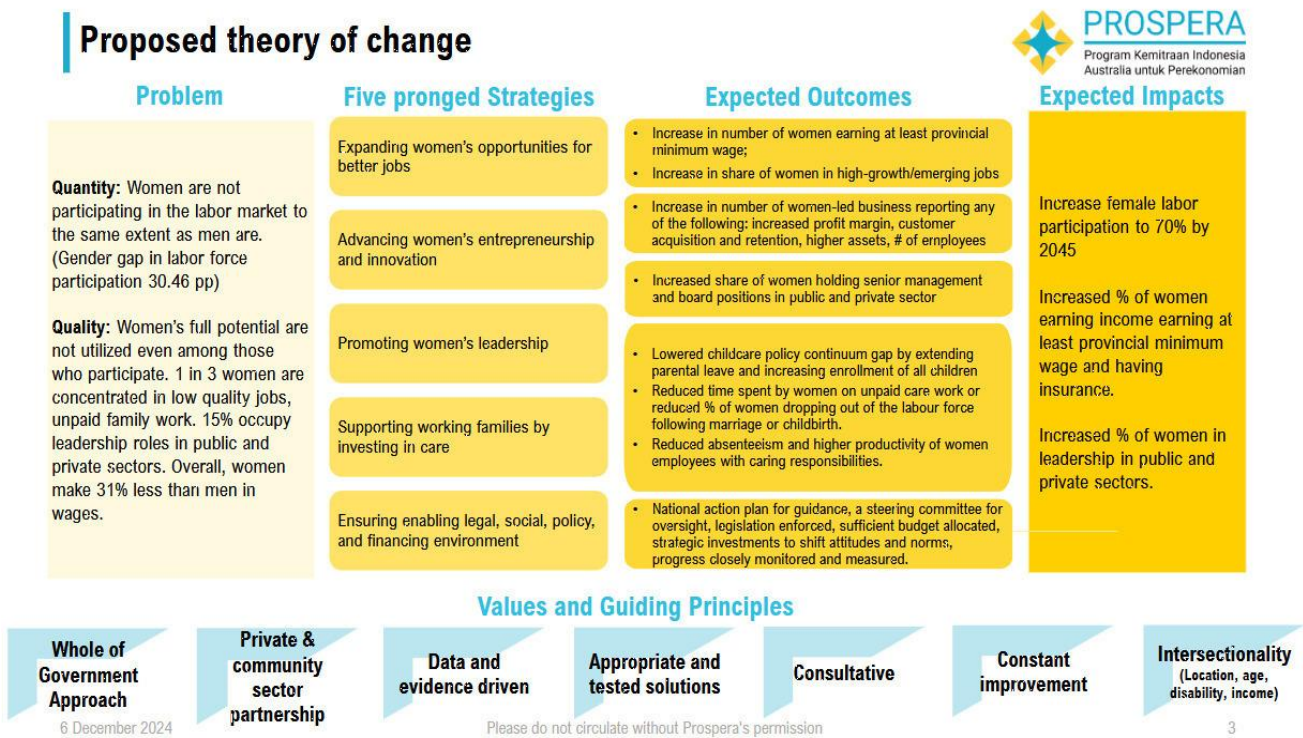 Proposed theory of change
PROSPERA
Program Kemitraan Indonesia
Australia untuk Perekonomian
Problem
Quantity: Women are not
participating in the labor market to
the same extent as men are.
(Gender gap in labor force
participation 30.46 pp)
Quality: Women's full potential are
not utilized even among those
who participate. 1 in 3 women are
concentrated in low quality jobs,
unpaid family work. 15% occupy
leadership roles in public and
private sectors. Overall, women
make 31% less than men in
wages.
Five pronged Strategies
Expanding women's opportunities for
better jobs
Advancing women's entrepreneurship
and innovation
Promoting women's leadership
Supporting working families by
investing in care
Ensuring enabling legal, social, policy,
and financing environment
Expected Outcomes
• Increase in number of women earning at least provincial
minimum wage;
• Increase in share of women in high-growth/emerging jobs
• Increase in number of women-led business reporting any
of the following: increased profit margin, customer
acquisition and retention, higher assets, # of employees
• Increased share of women holding senior management
and board positions in public and private sector
• Lowered childcare policy continuum gap by extending
parental leave and increasing enrollment of all children
• Reduced time spent by women on unpaid care work or
reduced % of women dropping out of the labour force
following marriage or childbirth.
• Reduced absenteeism and higher productivity of women
employees with caring responsibilities.
• National action plan for guidance, a steering committee for
oversight, legislation enforced, sufficient budget allocated,
strategic investments to shift attitudes and norms,
progress closely monitored and measured.
Expected Impacts
Increase female labor
participation to 70% by
2045
Increased % of women
earning income earning at
least provincial minimum
wage and having
insurance.
Increased % of women in
leadership in public and
private sectors.
Values and Guiding Principles
Whole of
Government
Approach
Private &
community
sector
partnership
Data and
evidence driven
Appropriate and
tested solutions
Consultative
Constant
improvement
Intersectionality
(Location, age,
disability, income)
6 December 2024
Please do not circulate without Prospera's permission
3